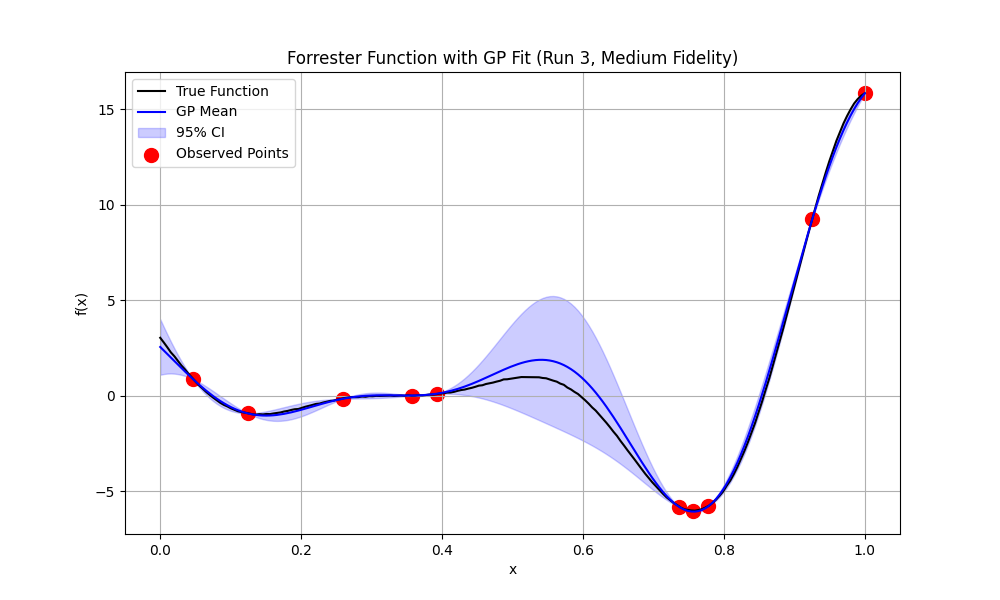 Forrester Function with GP Fit (Run 3, Medium Fidelity)
True Function
GP Mean
95% CI
Observed Points
f(x)
15
10
5
0
−5
0.0 0.2 0.4 0.6 0.8 1.0
x